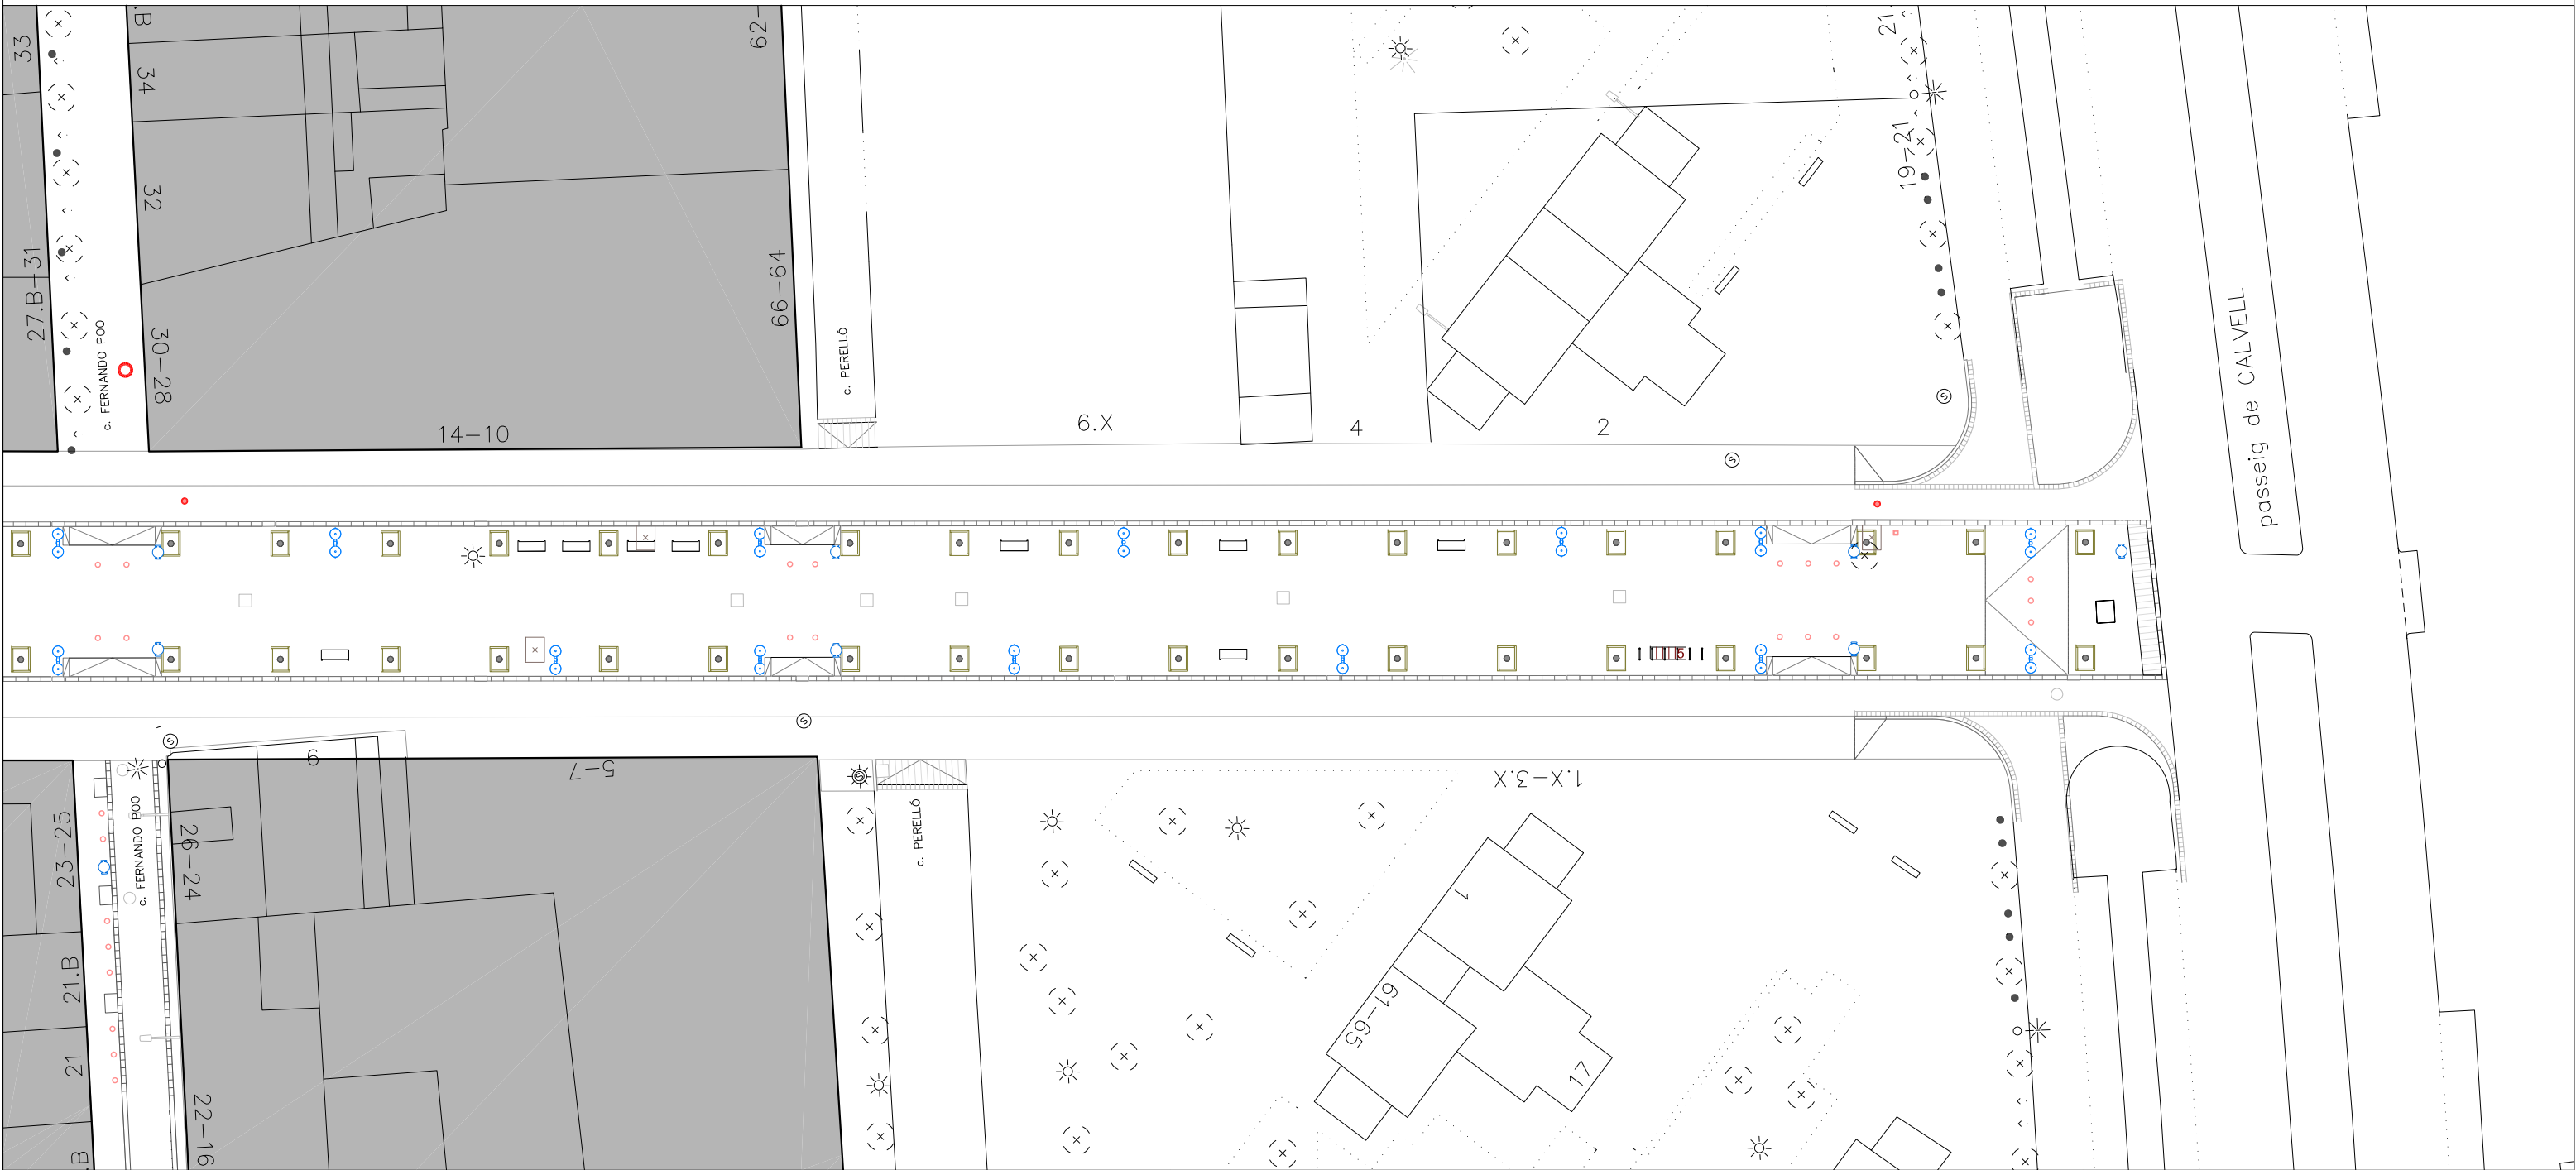 33
.B
34
32
62-
66-64
27.B-31
c. FERNANDO POO
30-28
14-10
c. PERELLÓ
6.X
4
2
21.
19-21
passeig de CALVELL
S
S
S
S
S
S
9
5-7
1.X-3.X
23-25
c. FERNANDO POO
26-24
c. PERELLÓ
1
61-65
17
21.B
21
22-16
B